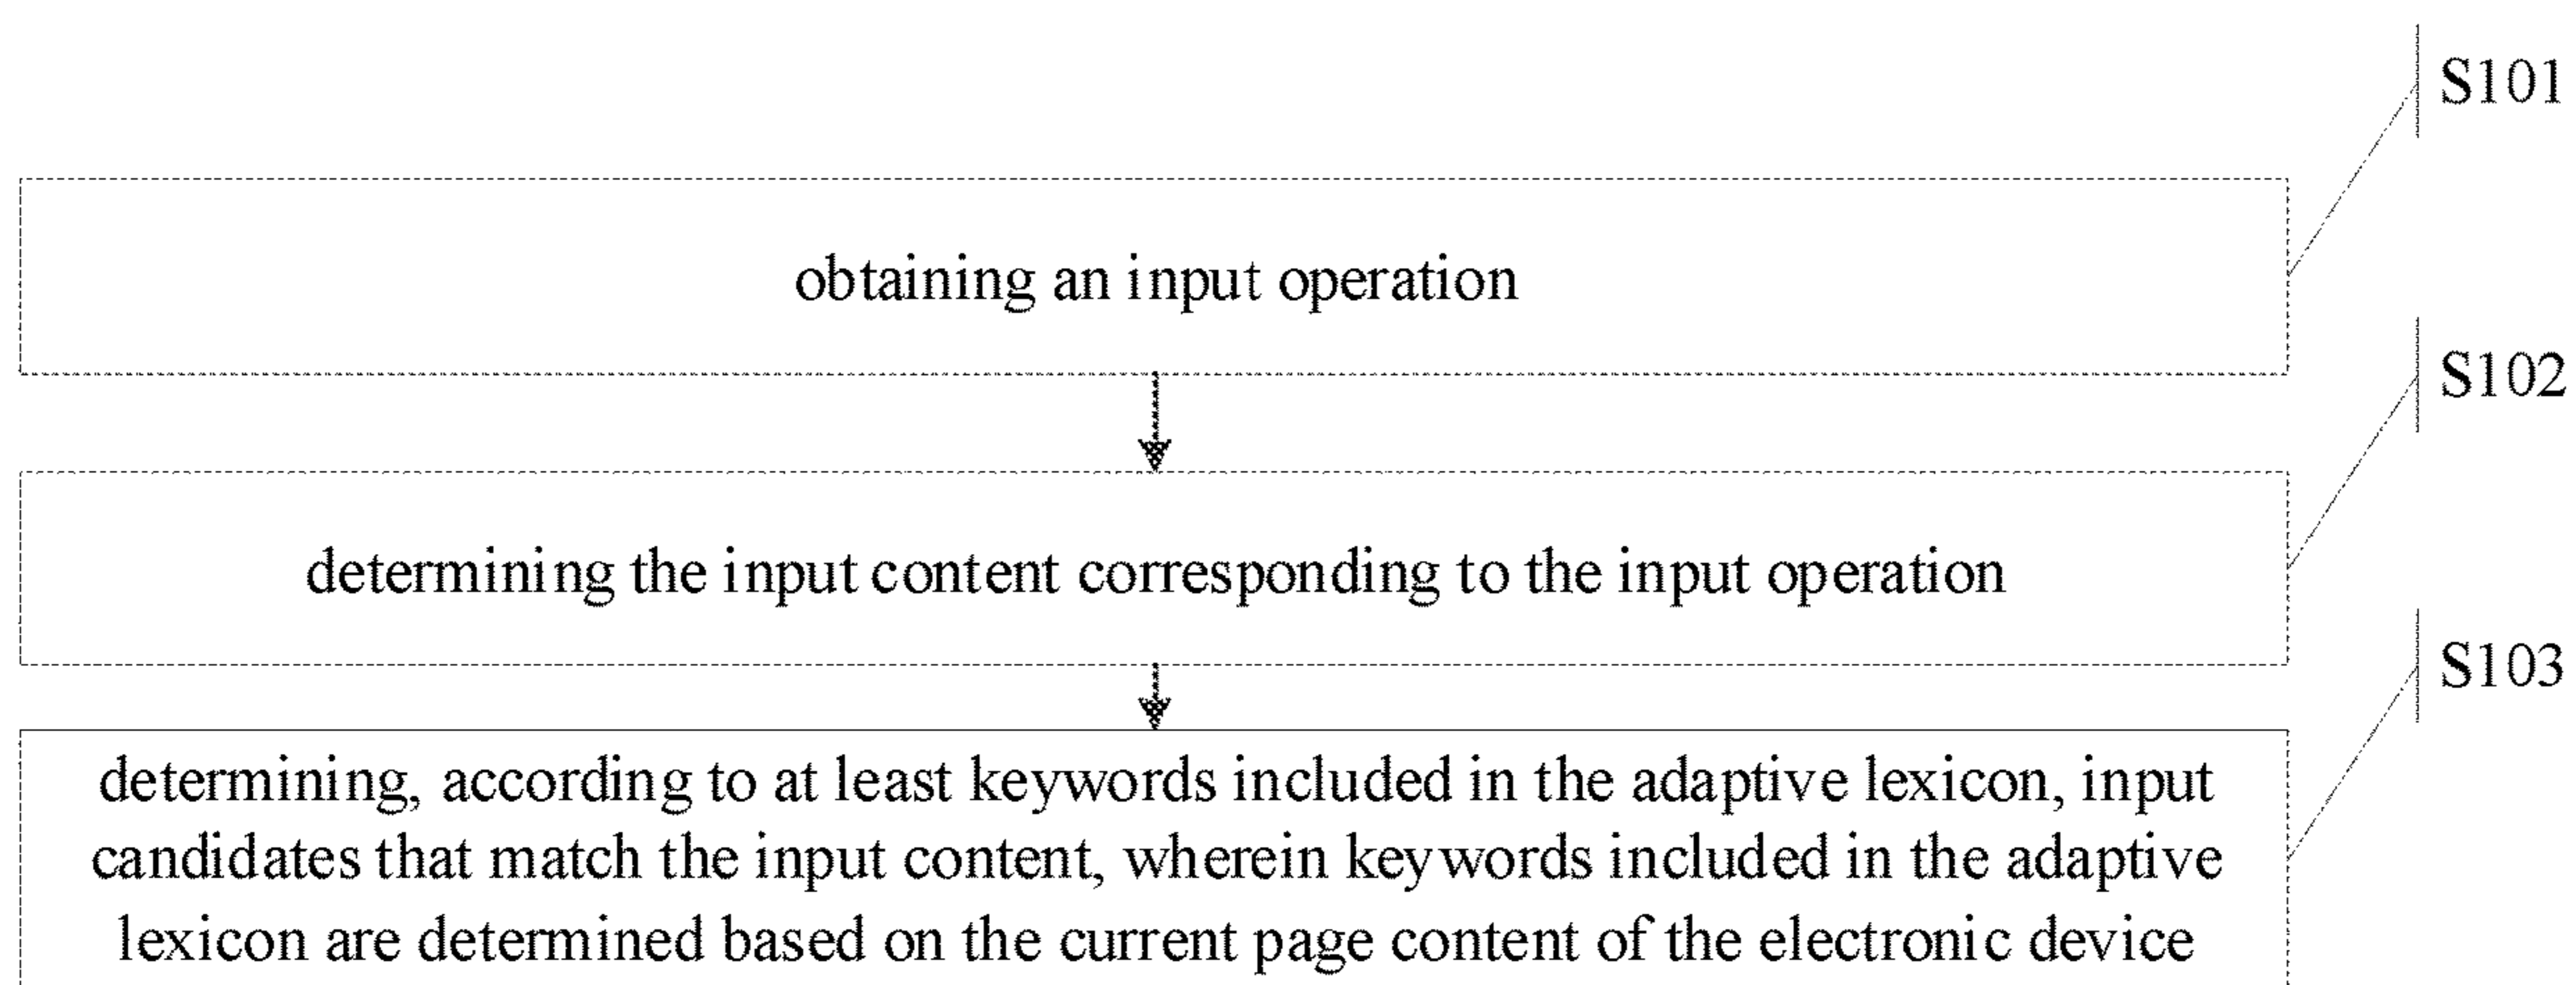 S101
obtaining an input operation
S102
determining the input content corresponding to the input operation
S103
determining, according to at least keywords included in the adaptive lexicon, input
candidates that match the input content, wherein keywords included in the adaptive
lexicon are determined based on the current page content of the electronic device